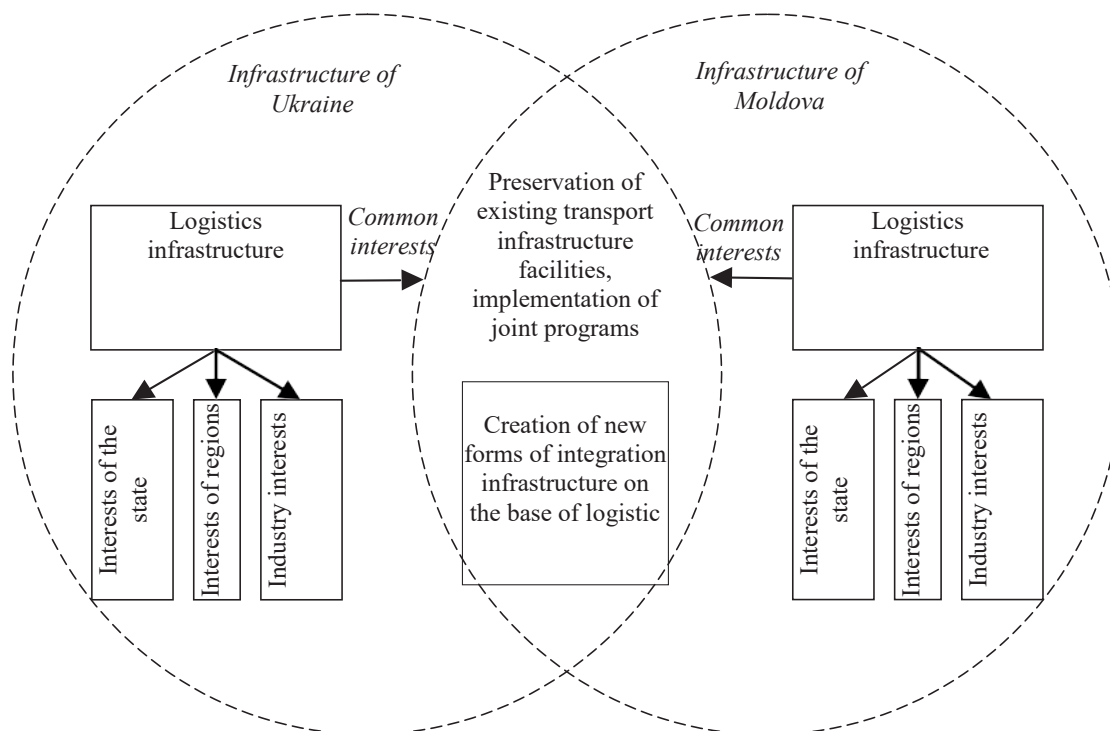 Infrastructure of
Ukraine
Infrastructure of
Moldova
Logistics
infrastructure
Common
interests
Preservation of
existing transport
infrastructure
facilities,
implementation of
joint programs
Common
interests
Logistics
infrastructure
Interests of the
state
Interests of regions
Industry interests
Creation of new
forms of integration
infrastructure on
the base of logistic
Interests of the
state
Interests of regions
Industry interests